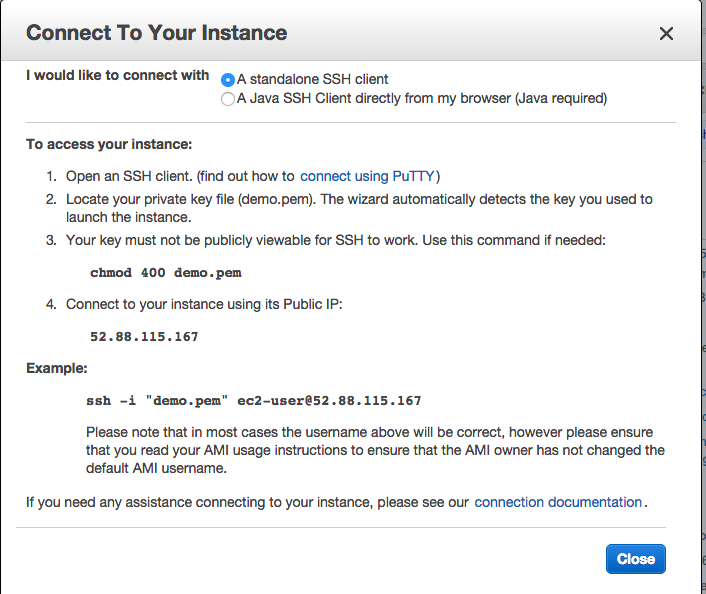 Connect To Your Instance
I would like to connect with
A standalone SSH client
A Java SSH Client directly from my browser (Java required)
To access your instance:
1. Open an SSH client. (find out how to connect using PuTTY)
2. Locate your private key file (demo.pem). The wizard automatically detects the key you used to
launch the instance.
3. Your key must not be publicly viewable for SSH to work. Use this command if needed:
chmod 400 demo.pem
4. Connect to your instance using its Public IP:
52.88.115.167
Example:
ssh -i "demo.pem" ec2-user@52.88.115.167
Please note that in most cases the username above will be correct, however please ensure
that you read your AMI usage instructions to ensure that the AMI owner has not changed the
default AMI username.
If you need any assistance connecting to your instance, please see our connection documentation.
Close